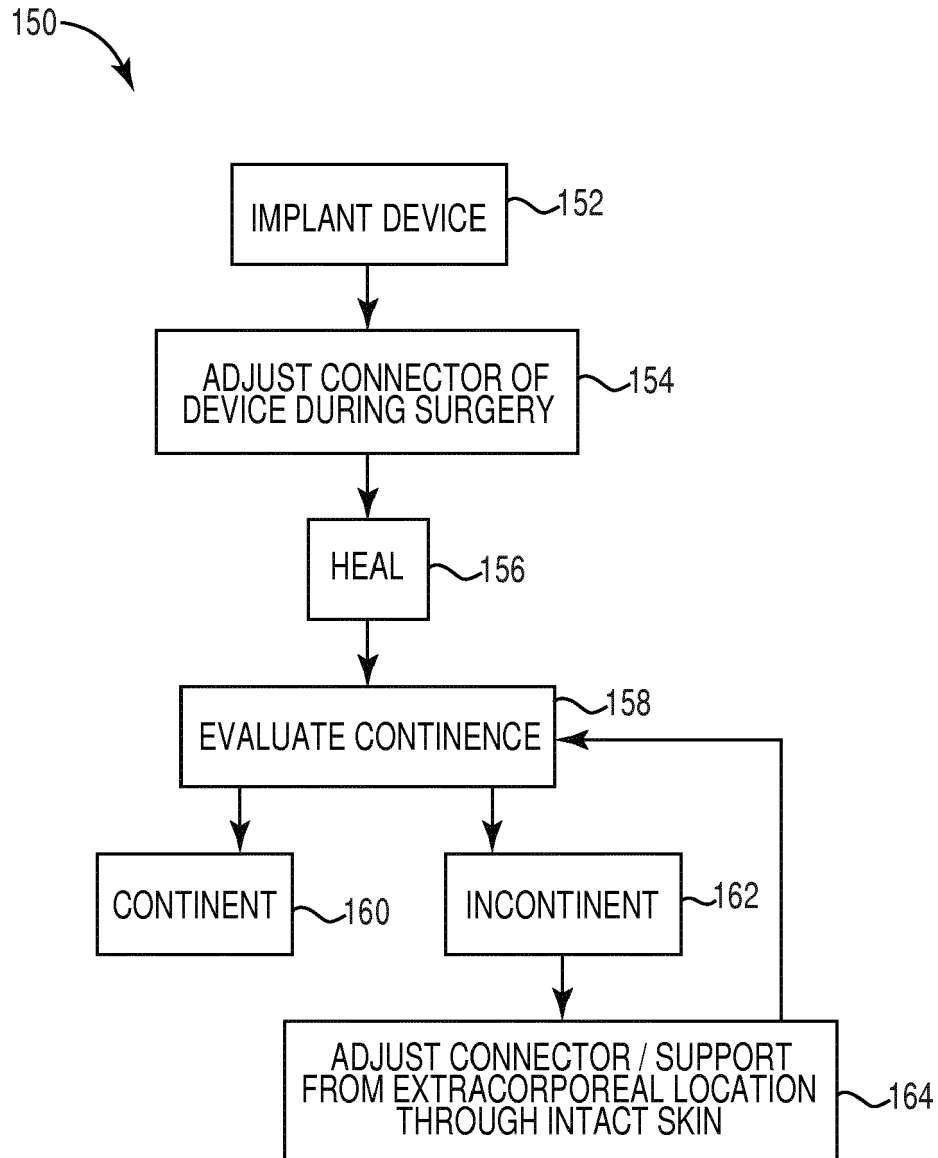 150
IMPLANT DEVICE
152
ADJUST CONNECTOR OF
DEVICE DURING SURGERY
154
HEAL
156
EVALUATE CONTINENCE
158
CONTINENT
160
INCONTINENT
162
ADJUST CONNECTOR / SUPPORT
FROM EXTRACORPOREAL LOCATION
THROUGH INTACT SKIN
164